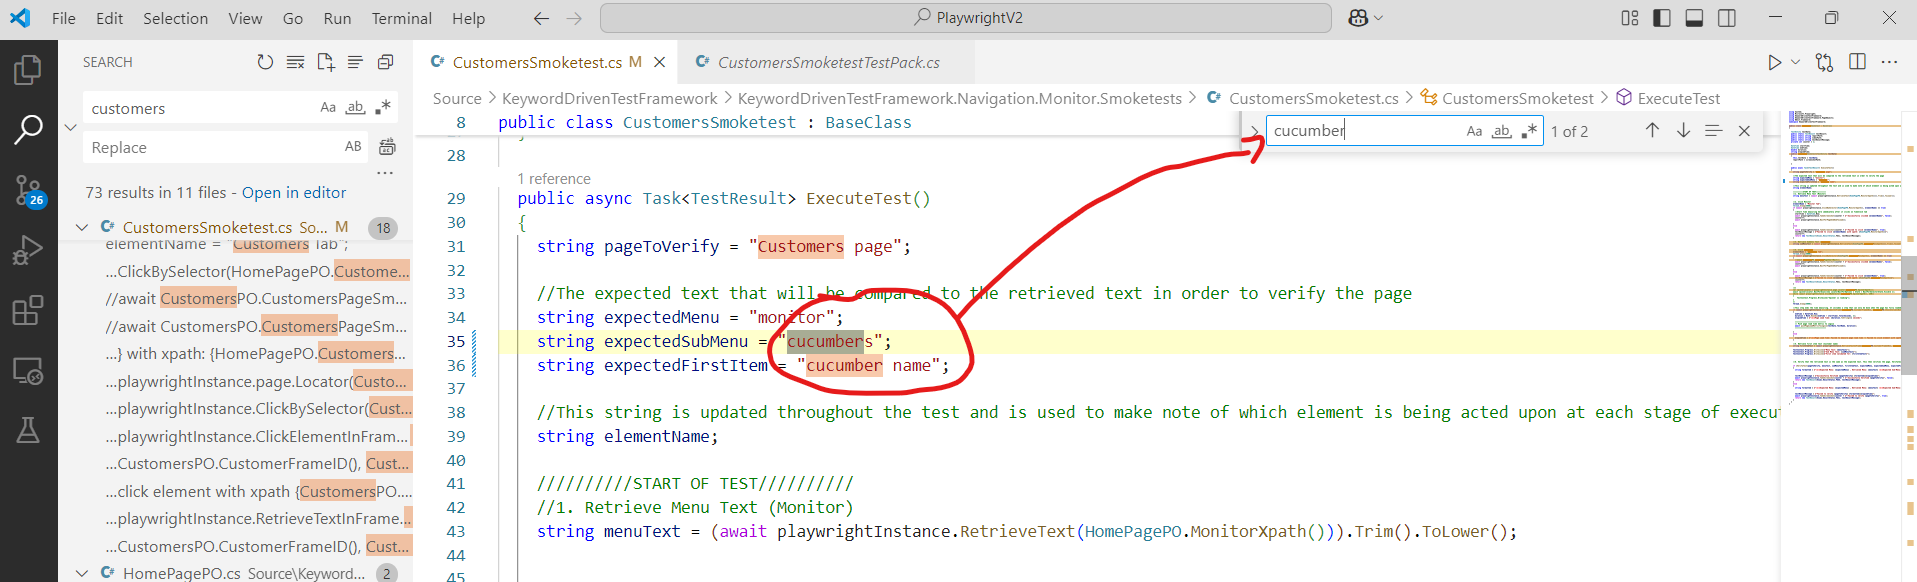 File Edit Selection View Go Run Terminal Help
PlaywrightV2
SEARCH
customers
Aa ab .*
Replace
AB
...
73 results in 11 files - Open in editor
CustomersSmoketest.cs So... M 18
elementName = "Customers Tab";
...ClickBySelector(HomePagePO.Custome...
//await CustomersPO.CustomersPageSm...
//await CustomersPO.CustomersPageSm...
...} with xpath: {HomePagePO.Customers...
...playwrightInstance.page.Locator(Custo...
...playwrightInstance.ClickBySelector(Cust...
...playwrightInstance.ClickElementInFram...
...CustomersPO.CustomerFrameID(), Cust...
...click element with xpath {CustomersPO....
...playwrightInstance.RetrieveTextInFrame...
...CustomersPO.CustomerFrameID(), Cust...
HomePagePO.cs Source\Keyword... 2
26
CustomersSmoketest.cs M
CustomersSmoketestTestPack.cs
Source > KeywordDrivenTestFramework > KeywordDrivenTestFramework.Navigation.Monitor.Smoketests > CustomersSmoketest.cs > CustomersSmoketest > ExecuteTest
8 public class CustomersSmoketest : BaseClass
cucumber
Aa ab .*
1 of 2
28
1 reference
29 public async Task<TestResult> ExecuteTest()
30 {
31 string pageToVerify = "Customers page";
32
33 //The expected text that will be compared to the retrieved text in order to verify the page
34 string expectedMenu = "monitor";
35 string expectedSubMenu = "cucumbers";
36 string expectedFirstItem = "cucumber name";
37
38 //This string is updated throughout the test and is used to make note of which element is being acted upon at each stage of execu
39 string elementName;
40
41 //////////START OF TEST//////////
42 //1. Retrieve Menu Text (Monitor)
43 string menuText = (await playwrightInstance.RetrieveText(HomePagePO.MonitorXpath())).Trim().ToLower();
44
45